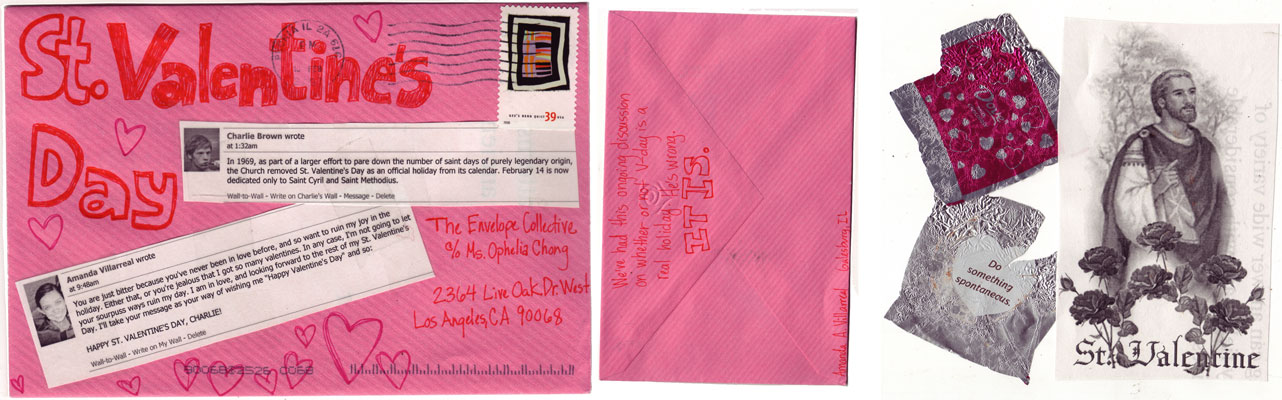 St. Valentine's
Day
39
USA
Charlie Brown wrote
at 1:32am
In 1969, as part of a larger effort to pare down the number of saint days of purely legendary origin,
the Church removed St. Valentine's Day as an official holiday from its calendar. February 14 is now
dedicated only to Saint Cyril and Saint Methodius.
Wall-to-Wall - Write on Charlie's Wall - Message - Delete
Amanda Villarreal wrote
at 9:48am
You are just bitter because you've never been in love before, and so want to ruin my joy in the
holiday. Either that, or you're jealous that I got so many valentines. In any case, I'm not going to let
your sourpuss ways ruin my day. I am in love, and looking forward to the rest of my St. Valentine's
Day. I'll take your message as your way of wishing me "Happy Valentine's Day" and so:
HAPPY ST. VALENTINE'S DAY, CHARLIE!
Wall-to-Wall - Write on My Wall - Delete
The Envelope Collective
c/o Ms. Ophelia Chong
2364 Live Oak Dr. West
Los Angeles, CA 90068
We've had this ongoing discussion
on whether or not V-day is a
real holiday. He's wrong.
IT IS.
Amanda A Villarreal Galesburg, IL
Do
something
spontaneous.
St. Valentine